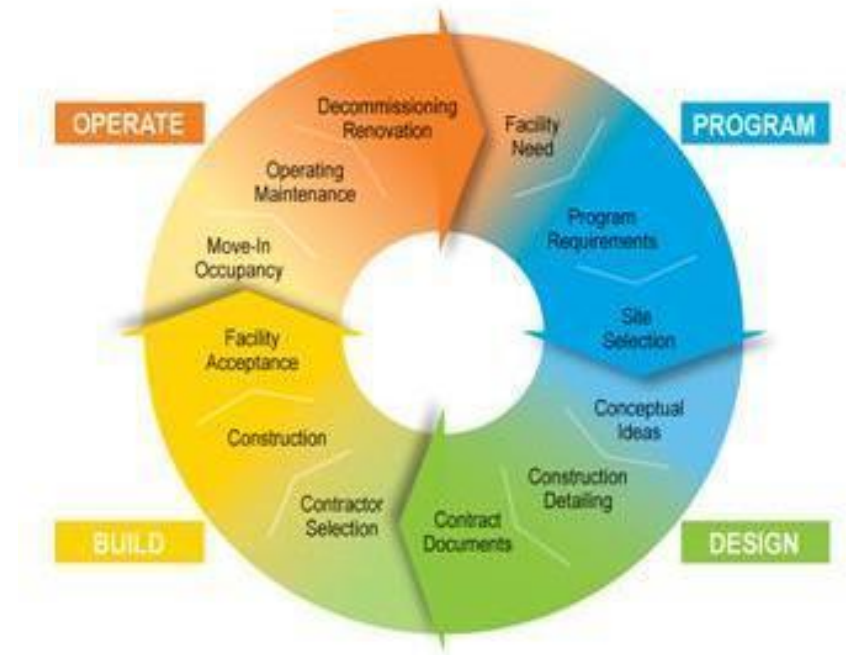 OPERATE
PROGRAM
Decommissioning
Renovation
Facility
Need
Operating
Maintenance
Program
Requirements
Move-In
Occupancy
Site
Selection
Facility
Acceptance
Conceptual
Ideas
Construction
Construction
Detailing
Contractor
Selection
Contract
Documents
BUILD
DESIGN